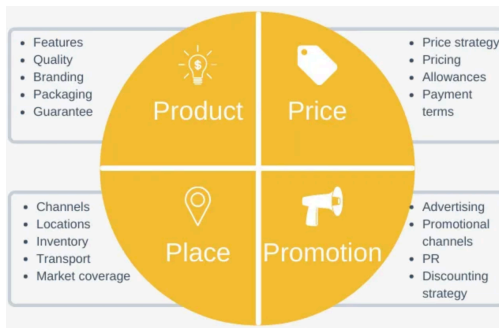 Features
Quality
Branding
Packaging
Guarantee
$
Product
Price
Price strategy
Pricing
Allowances
Payment
terms
Channels
Locations
Inventory
Transport
Market coverage
Place
Promotion
Advertising
Promotional
channels
PR
Discounting
strategy